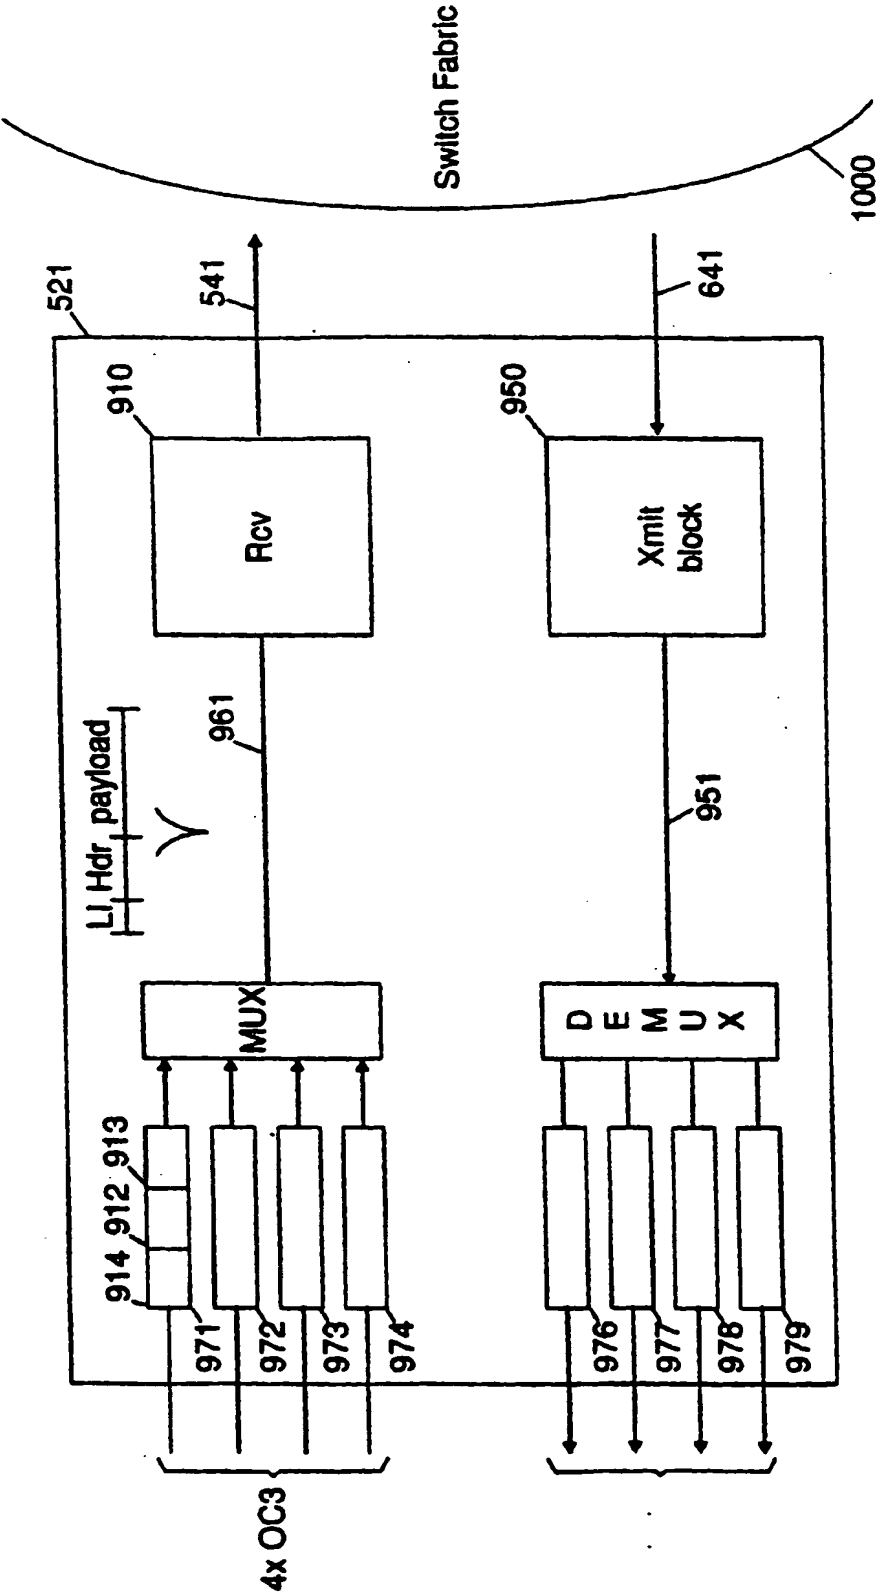 521
910
541
Switch Fabric
Rcv
LI Hdr payload
961
MUX
914 912 913
971
972
973
974
4x OC3
950
641
1000
Xmit
block
951
D
E
M
U
X
976
977
978
979